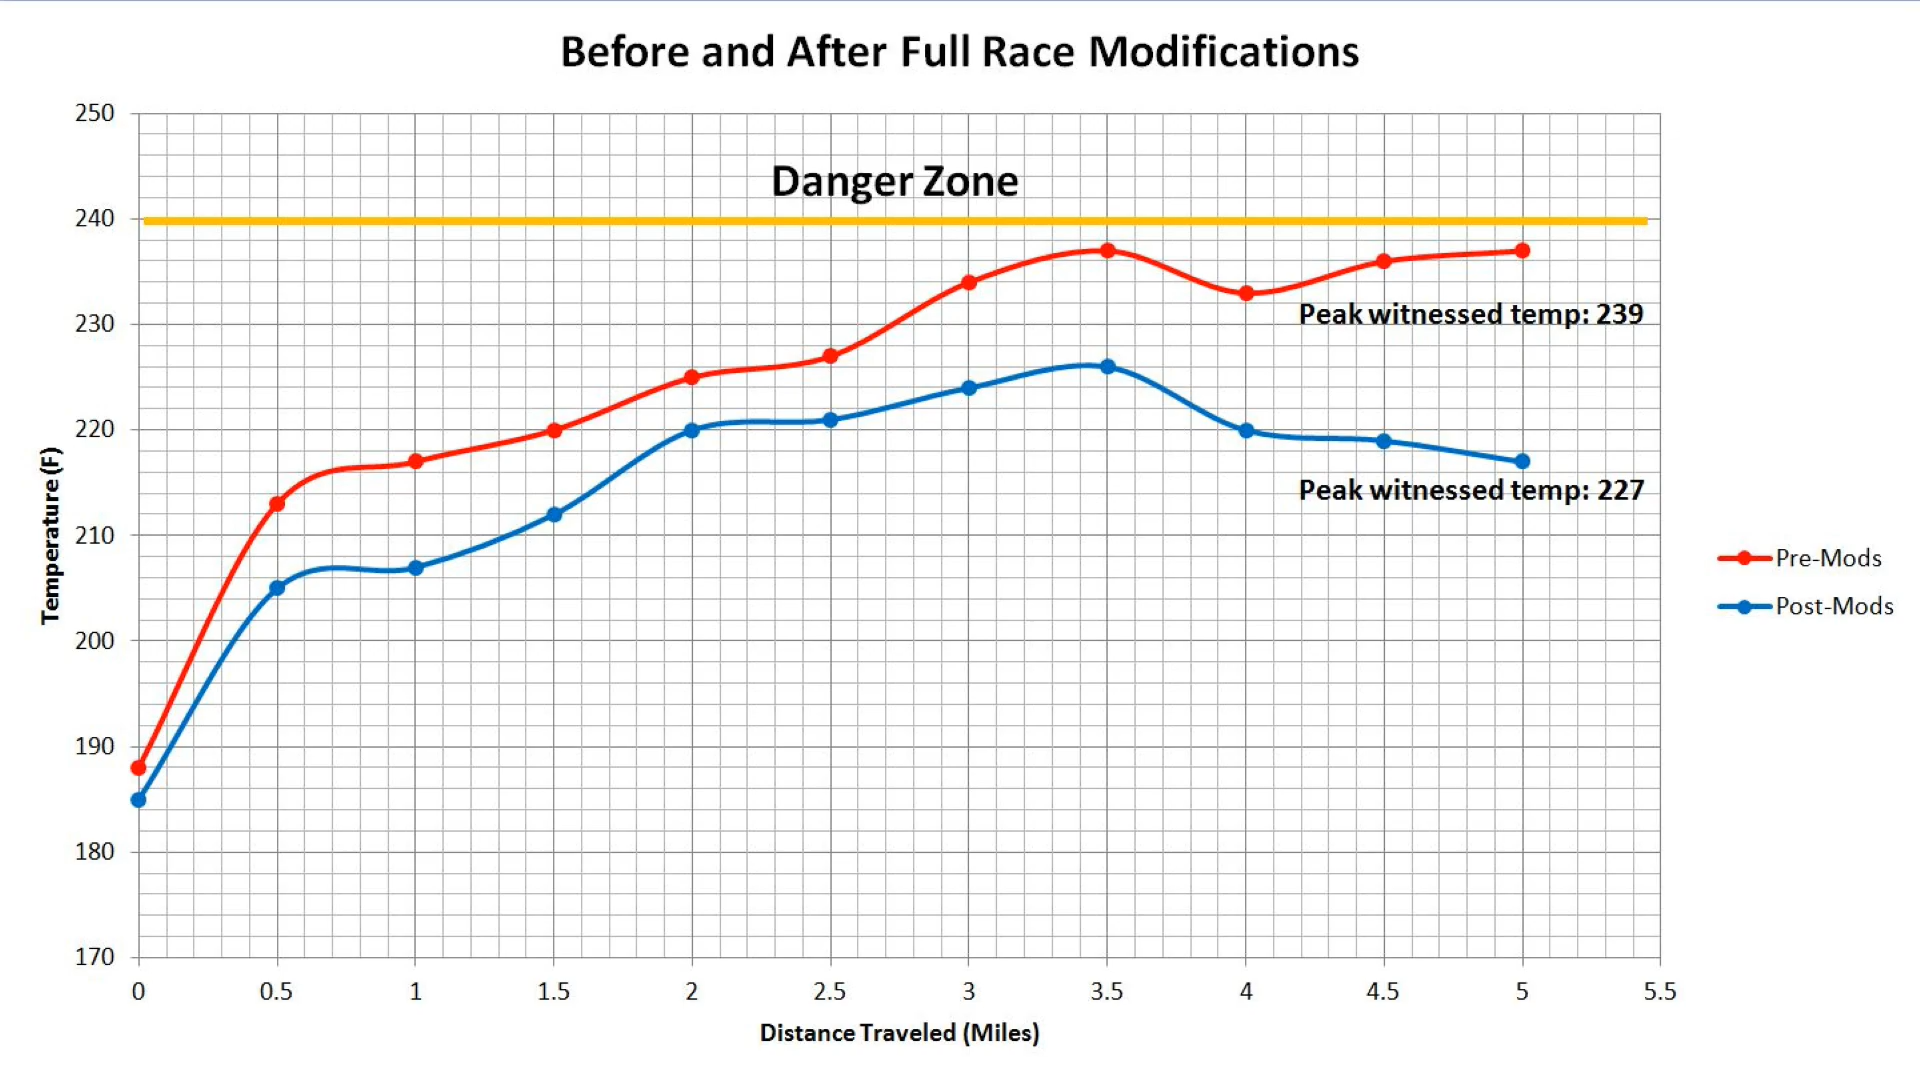 Before and After Full Race Modifications
250
Danger Zone
240
Peak witnessed temp: 239
230
220
Peak witnessed temp: 227
210
200
190
180
170
Temperature (F)
Pre-Mods
Post-Mods
0 0.5 1 1.5 2 2.5 3 3.5 4 4.5 5 5.5
Distance Traveled (Miles)